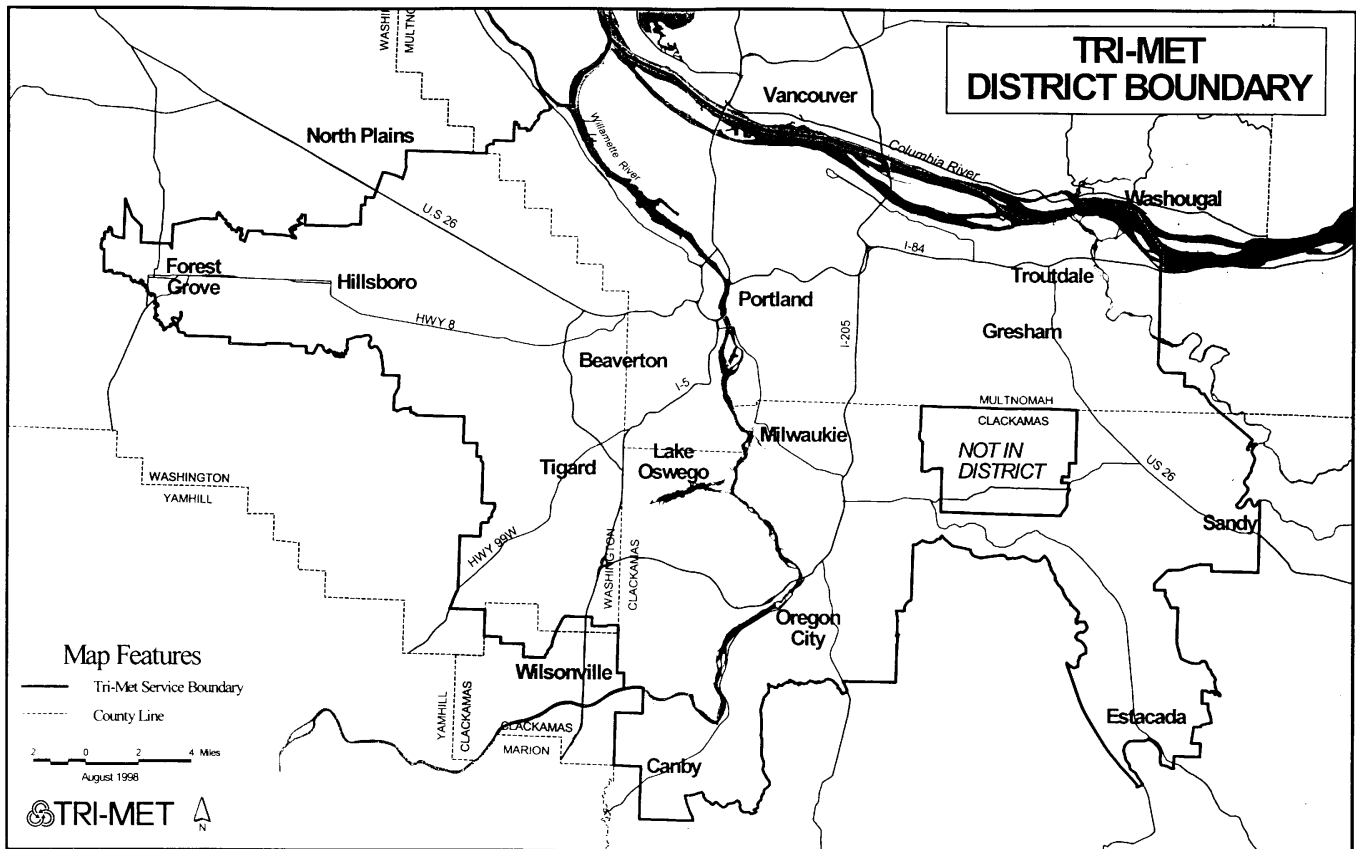 TRI-MET
DISTRICT BOUNDARY
WASHING
MULTNOM
Vancouver
North Plains
Willamette River
Columbia River
Washougal
U.S 26
I-84
Forest
Grove
Hillsboro
Troutdale
Portland
HWY 8
I-205
Gresham
Beaverton
I-5
MULTNOMAH
CLACKAMAS
Milwaukie
NOT IN
DISTRICT
Lake
Oswego
Tigard
US 26
WASHINGTON
YAMHILL
Sandy
HWY 99W
WASHINGTON
CLACKAMAS
Oregon
City
Wilsonville
Map Features
Tri-Met Service Boundary
County Line
YAMHILL
CLACKAMAS
Estacada
CLACKAMAS
MARION
Canby
2 0 2 4 Miles
August 1998
TRI-MET
N